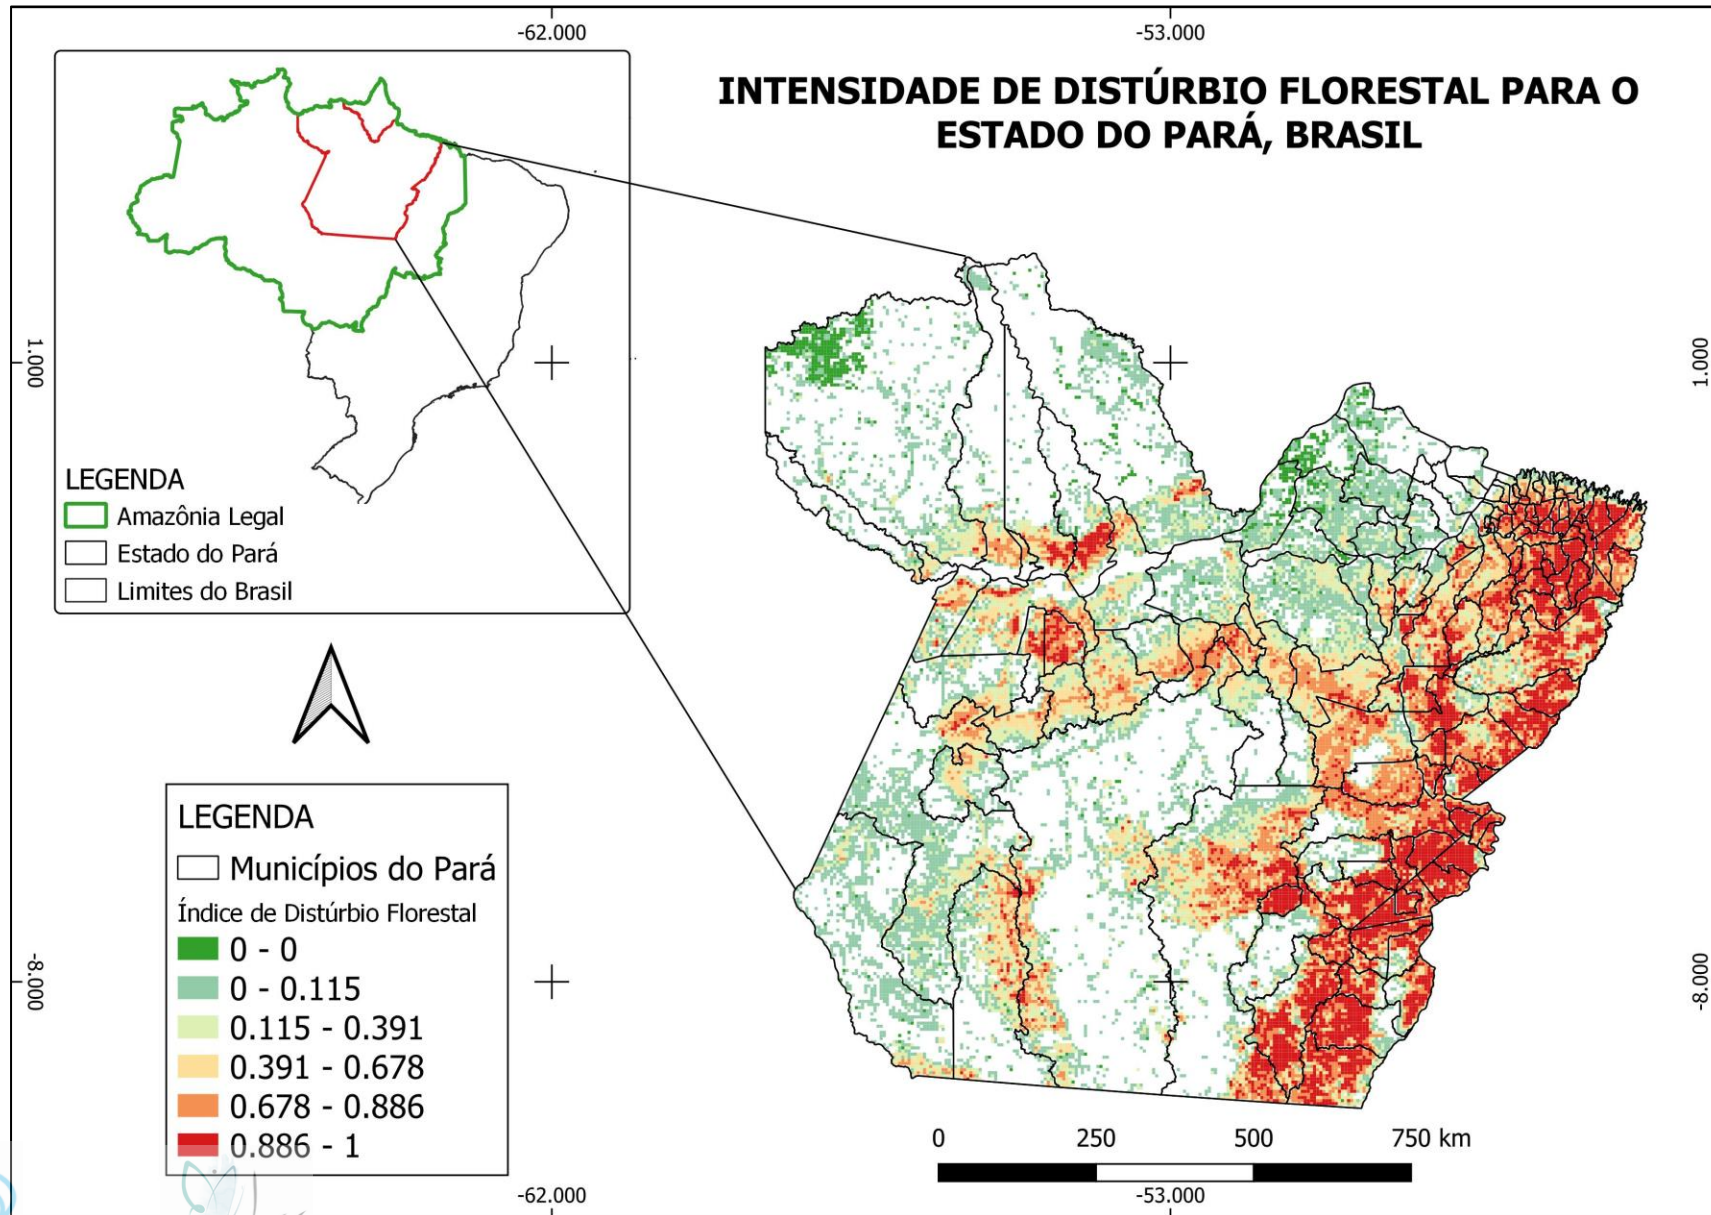 -62.000
-53.000
INTENSIDADE DE DISTÚRBIO FLORESTAL PARA O
ESTADO DO PARÁ, BRASIL
1.000
1.000
LEGENDA
Amazônia Legal
Estado do Pará
Limites do Brasil
LEGENDA
Municípios do Pará
Índice de Distúrbio Florestal
0 - 0
0 - 0.115
0.115 - 0.391
0.391 - 0.678
0.678 - 0.886
0.886 - 1
-8.000
-8.000
0 250 500 750 km
-62.000
-53.000